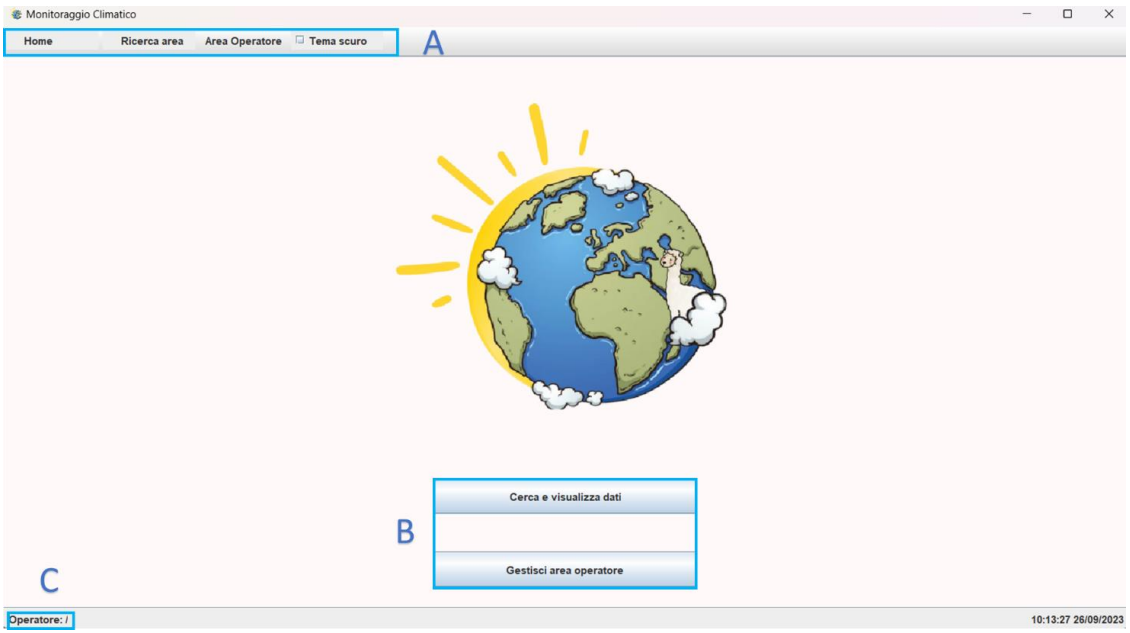 Monitoraggio Climatico
Home Ricerca area Area Operatore Tema scuro A
Cerca e visualizza dati
B
Gestisci area operatore
C
Operatore: / 10:13:27 26/09/2023